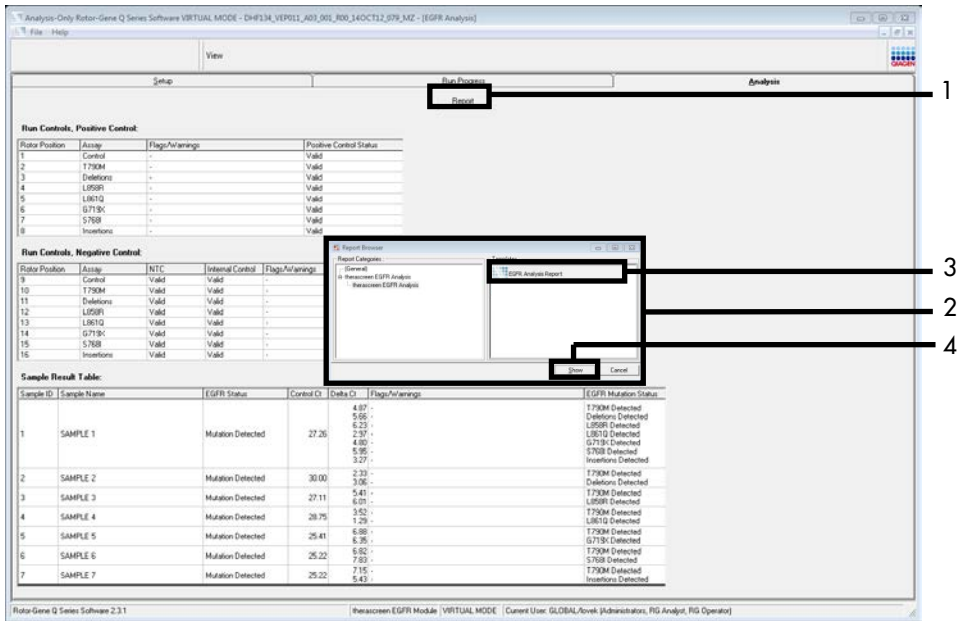 Analysis-Only Rotor-Gene Q Series Software VIRTUAL MODE - DHF134_VEP011_A03_001_R00_14OCT12_079_MZ - [EGFR Analysis]
File Help
View
QIAGEN
Setup Run Progress Analysis
Report 1
Run Controls, Positive Control:
Rotor Position Assay Flags/Warnings Positive Control Status
1 Control - Valid
2 T790M - Valid
3 Deletions - Valid
4 L858R - Valid
5 L861Q - Valid
6 G719X - Valid
7 S768I - Valid
8 Insertions - Valid
Run Controls, Negative Control:
Rotor Position Assay NTC Internal Control Flags/Warnings
9 Control Valid Valid -
10 T790M Valid Valid -
11 Deletions Valid Valid -
12 L858R Valid Valid -
13 L861Q Valid Valid -
14 G719X Valid Valid -
15 S768I Valid Valid -
16 Insertions Valid Valid -
Report Browser
Report Categories
(General)
therascreen EGFR Analysis
therascreen EGFR Analysis
Templates
EGFR Analysis Report 3
2
Show Cancel 4
Sample Result Table:
Sample ID Sample Name EGFR Status Control Ct Delta Ct Flags/Warnings EGFR Mutation Status
4.87 - T790M Detected
5.66 - Deletions Detected
6.23 - L858R Detected
1 SAMPLE 1 Mutation Detected 27.26 2.97 - L861Q Detected
4.80 - G719X Detected
5.95 - S768I Detected
3.27 - Insertions Detected
2 SAMPLE 2 Mutation Detected 30.00 2.33 - T790M Detected
3.06 - Deletions Detected
3 SAMPLE 3 Mutation Detected 27.11 5.41 - T790M Detected
6.01 - L858R Detected
4 SAMPLE 4 Mutation Detected 28.75 3.52 - T790M Detected
1.29 - L861Q Detected
5 SAMPLE 5 Mutation Detected 25.41 6.88 - T790M Detected
6.35 - G719X Detected
6 SAMPLE 6 Mutation Detected 25.22 6.82 - T790M Detected
7.83 - S768I Detected
7 SAMPLE 7 Mutation Detected 25.22 7.15 - T790M Detected
5.43 - Insertions Detected
Rotor-Gene Q Series Software 2.3.1 therascreen EGFR Module VIRTUAL MODE Current User: GLOBAL/lovek (Administrators, RG Analyst, RG Operator)